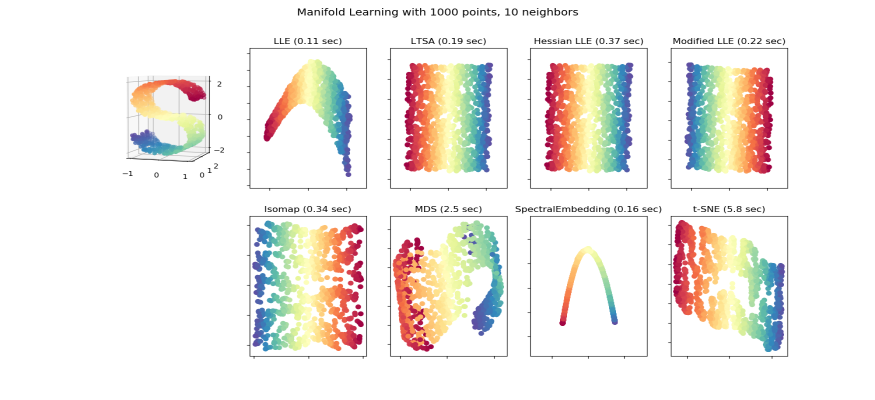 Manifold Learning with 1000 points, 10 neighbors
LLE (0.11 sec)
LTSA (0.19 sec)
Hessian LLE (0.37 sec)
Modified LLE (0.22 sec)
2
0
−2
−1
0
1
0
2
Isomap (0.34 sec)
MDS (2.5 sec)
SpectralEmbedding (0.16 sec)
t-SNE (5.8 sec)